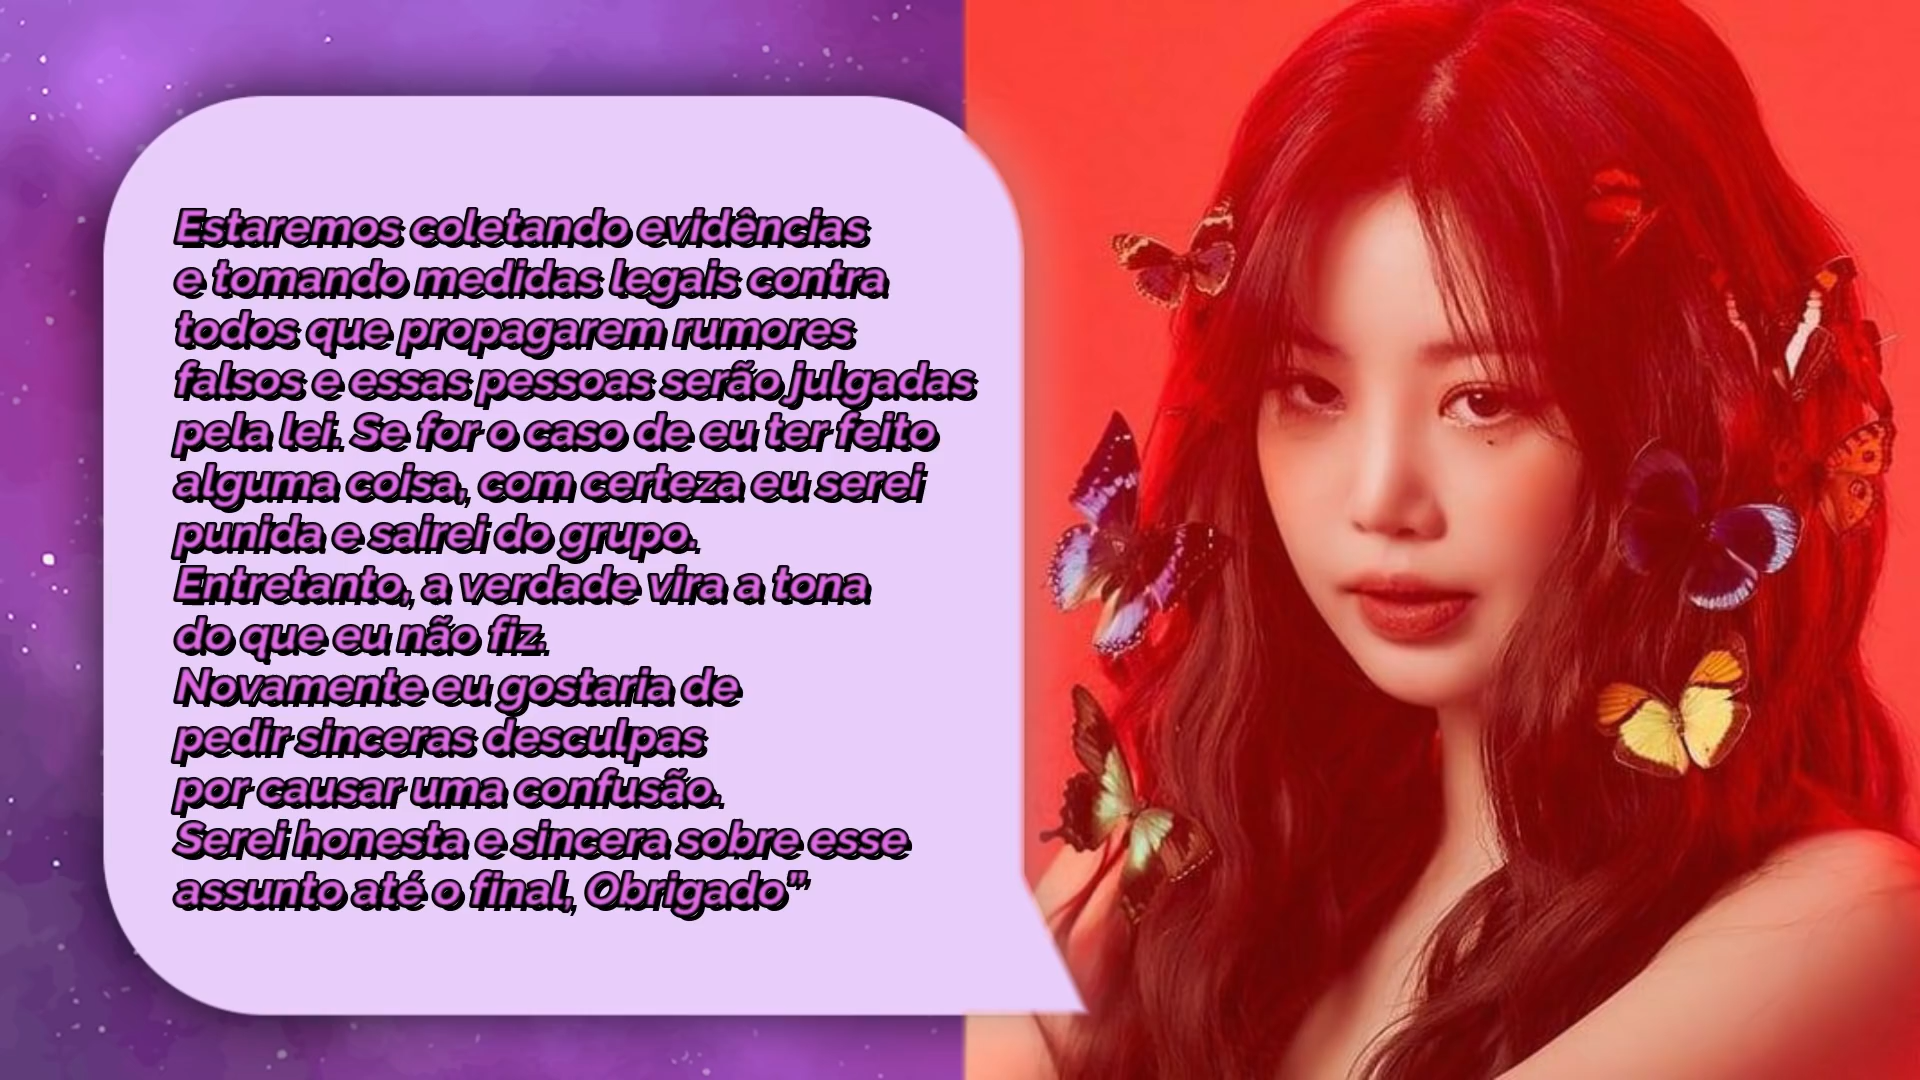 Estaremos coletando evidências
e tomando medidas legais contra
todos que propagarem rumores
falsos e essas pessoas serão julgadas
pela lei. Se for o caso de eu ter feito
alguma coisa, com certeza eu serei
punida e sairei do grupo.
Entretanto, a verdade vira a tona
do que eu não fiz.
Novamente eu gostaria de
pedir sinceras desculpas
por causar uma confusão.
Serei honesta e sincera sobre esse
assunto até o final, Obrigado”